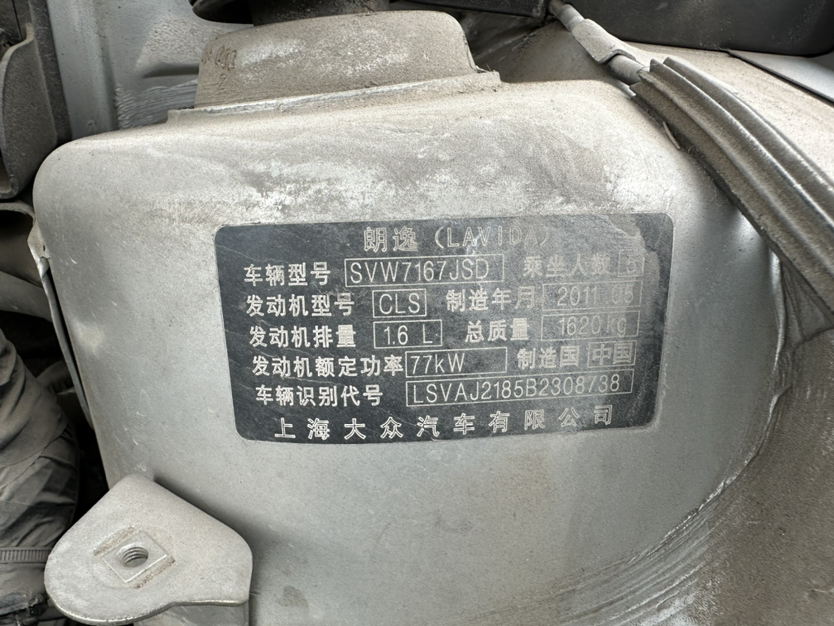 朗逸 (LAVIDA)
车辆型号 SVW7167JSD 乘坐人数 5
发动机型号 CLS 制造年月 2011 05
发动机排量 1.6 L 总质量 1620 kg
发动机额定功率 77kW 制造国 中国
车辆识别代号 LSVAJ2185B2308738
上海大众汽车有限公司